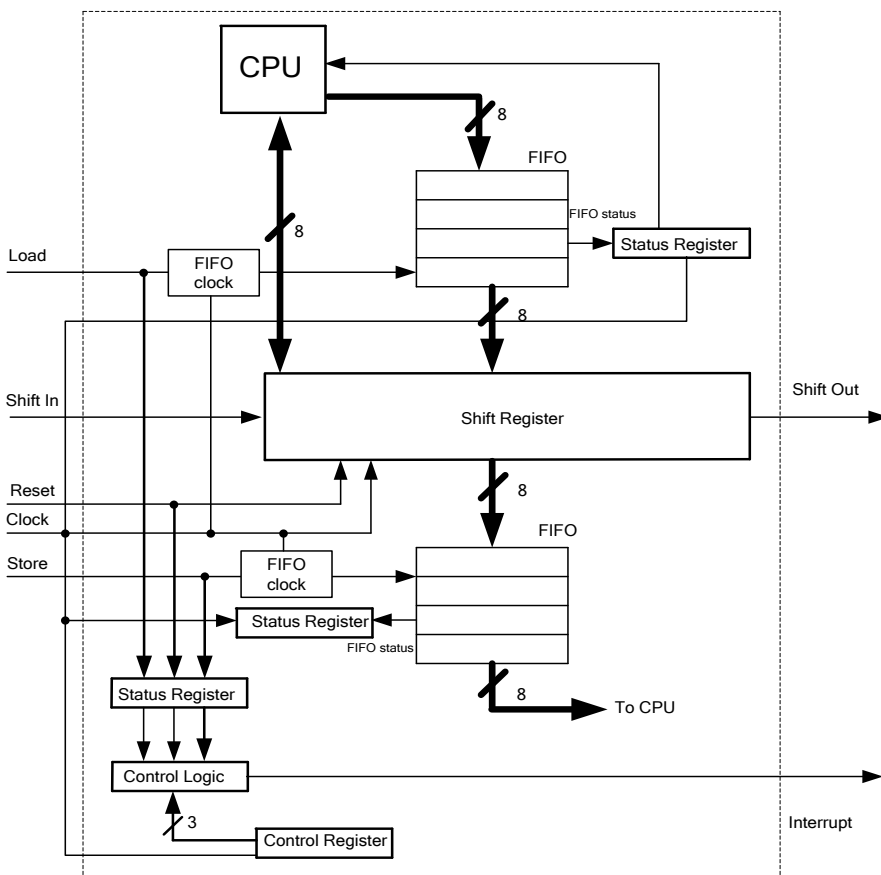 CPU
8
FIFO
FIFO status
Status Register
8
Load
FIFO
clock
8
Shift In
Shift Register
Shift Out
Reset
8
Clock
FIFO
Store
FIFO
clock
Status Register
FIFO status
Status Register
8
To CPU
Control Logic
3
Interrupt
Control Register